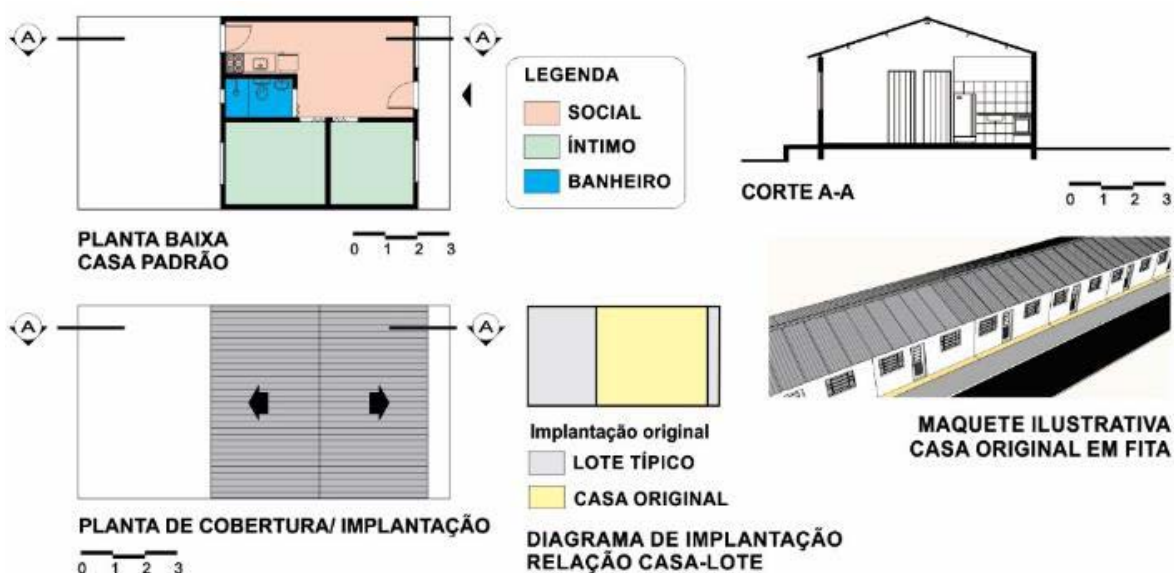 A
A
PLANTA BAIXA
CASA PADRÃO
0 1 2 3
LEGENDA
SOCIAL
ÍNTIMO
BANHEIRO
CORTE A-A
0 1 2 3
A
A
PLANTA DE COBERTURA/ IMPLANTAÇÃO
0 1 2 3
Implantação original
LOTE TÍPICO
CASA ORIGINAL
DIAGRAMA DE IMPLANTAÇÃO
RELAÇÃO CASA-LOTE
MAQUETE ILUSTRATIVA
CASA ORIGINAL EM FITA